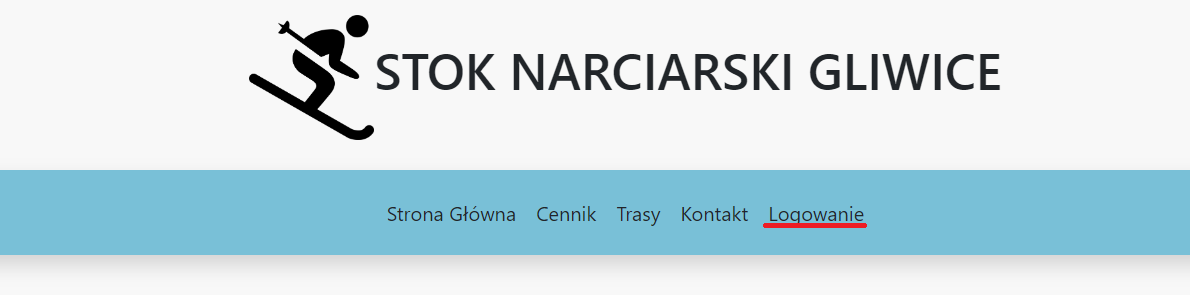 STOK NARCIARSKI GLIWICE
Strona Główna Cennik Trasy Kontakt Logowanie